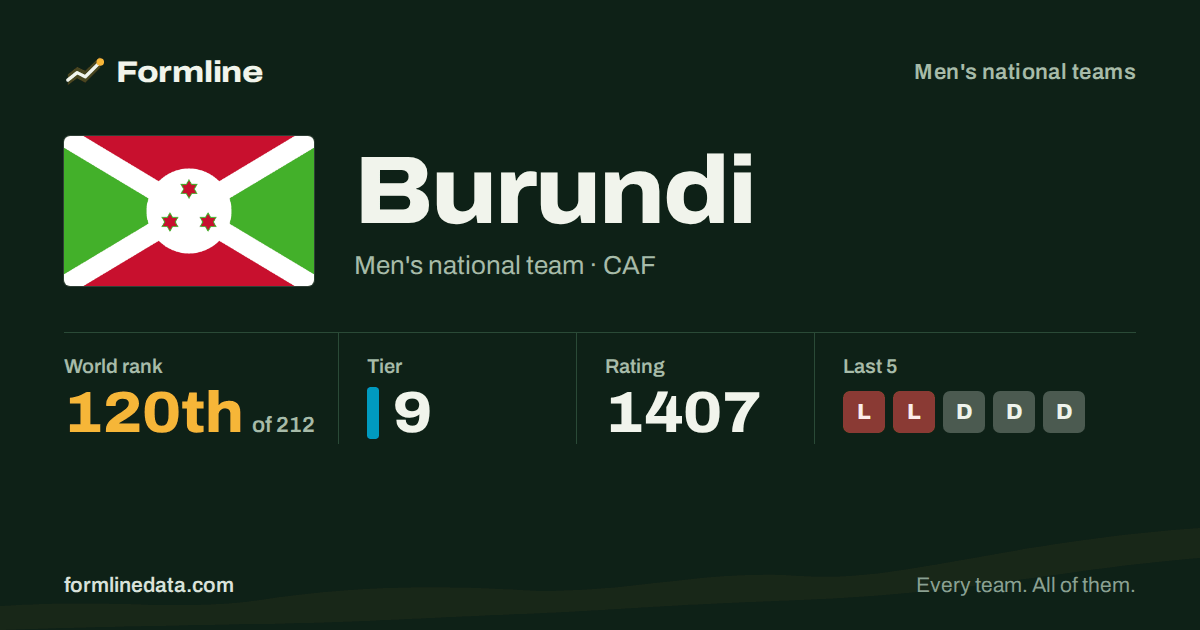 Formline
Men's national teams
Burundi
Men's national team · CAF
World rank
120th of 212
Tier
9
Rating
1407
Last 5
L L D D D
formlinedata.com
Every team. All of them.